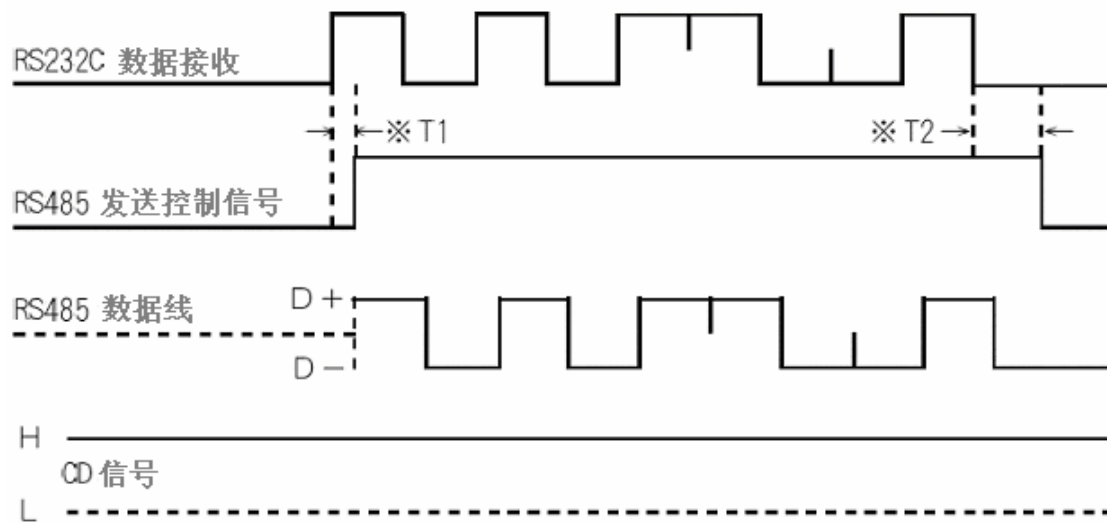 RS232C 数据接收
※ T1
※ T2
RS485 发送控制信号
RS485 数据线
D +
D −
H
CD 信号
L